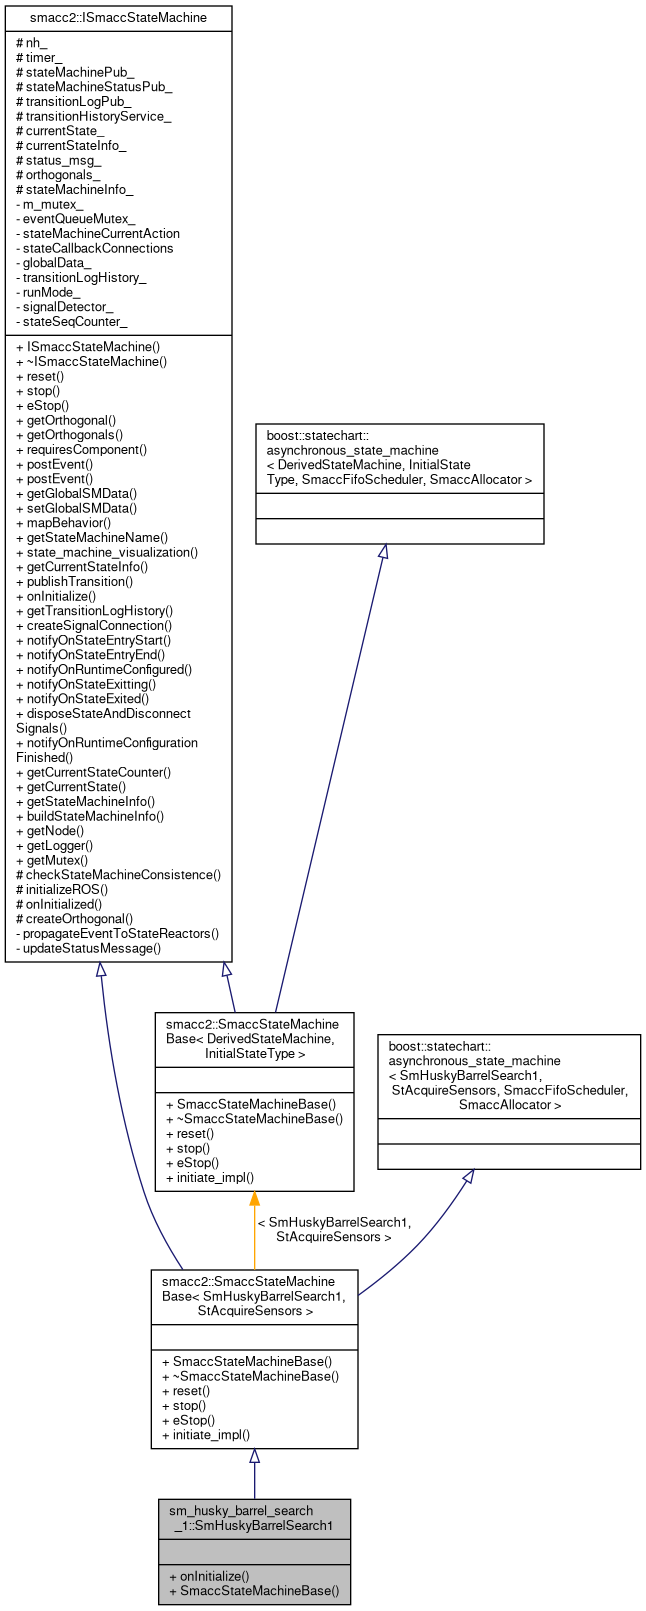 smacc2::ISmaccStateMachine
# nh_
# timer_
# stateMachinePub_
# stateMachineStatusPub_
# transitionLogPub_
# transitionHistoryService_
# currentState_
# currentStateInfo_
# status_msg_
# orthogonals_
# stateMachineInfo_
- m_mutex_
- eventQueueMutex_
- stateMachineCurrentAction
- stateCallbackConnections
- globalData_
- transitionLogHistory_
- runMode_
- signalDetector_
- stateSeqCounter_
+ ISmaccStateMachine()
+ ~ISmaccStateMachine()
+ reset()
+ stop()
+ eStop()
+ getOrthogonal()
+ getOrthogonals()
+ requiresComponent()
+ postEvent()
+ postEvent()
+ getGlobalSMData()
+ setGlobalSMData()
+ mapBehavior()
+ getStateMachineName()
+ state_machine_visualization()
+ getCurrentStateInfo()
+ publishTransition()
+ onInitialize()
+ getTransitionLogHistory()
+ createSignalConnection()
+ notifyOnStateEntryStart()
+ notifyOnStateEntryEnd()
+ notifyOnRuntimeConfigured()
+ notifyOnStateExitting()
+ notifyOnStateExited()
+ disposeStateAndDisconnect
Signals()
+ notifyOnRuntimeConfiguration
Finished()
+ getCurrentStateCounter()
+ getCurrentState()
+ getStateMachineInfo()
+ buildStateMachineInfo()
+ getNode()
+ getLogger()
+ getMutex()
# checkStateMachineConsistence()
# initializeROS()
# onInitialized()
# createOrthogonal()
- propagateEventToStateReactors()
- updateStatusMessage()
boost::statechart::
asynchronous_state_machine
< DerivedStateMachine, InitialState
Type, SmaccFifoScheduler, SmaccAllocator >
smacc2::SmaccStateMachine
Base< DerivedStateMachine,
InitialStateType >
+ SmaccStateMachineBase()
+ ~SmaccStateMachineBase()
+ reset()
+ stop()
+ eStop()
+ initiate_impl()
boost::statechart::
asynchronous_state_machine
< SmHuskyBarrelSearch1,
StAcquireSensors, SmaccFifoScheduler,
SmaccAllocator >
< SmHuskyBarrelSearch1,
StAcquireSensors >
smacc2::SmaccStateMachine
Base< SmHuskyBarrelSearch1,
StAcquireSensors >
+ SmaccStateMachineBase()
+ ~SmaccStateMachineBase()
+ reset()
+ stop()
+ eStop()
+ initiate_impl()
sm_husky_barrel_search
_1::SmHuskyBarrelSearch1
+ onInitialize()
+ SmaccStateMachineBase()